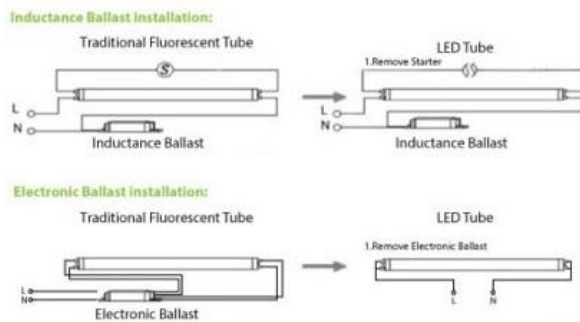 Inductance Ballast installation:
Traditional Fluorescent Tube
LED Tube
1.Remove Starter
S
L
N
Inductance Ballast
L
N
Inductance Ballast
Electronic Ballast installation:
Traditional Fluorescent Tube
LED Tube
1.Remove Electronic Ballast
L
N
Electronic Ballast
L N